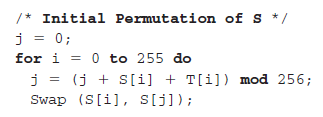 /* Initial Permutation of S */
j = 0;
for i = 0 to 255 do
  j = (j + S[i] + T[i]) mod 256;
  Swap (S[i], S[j]);